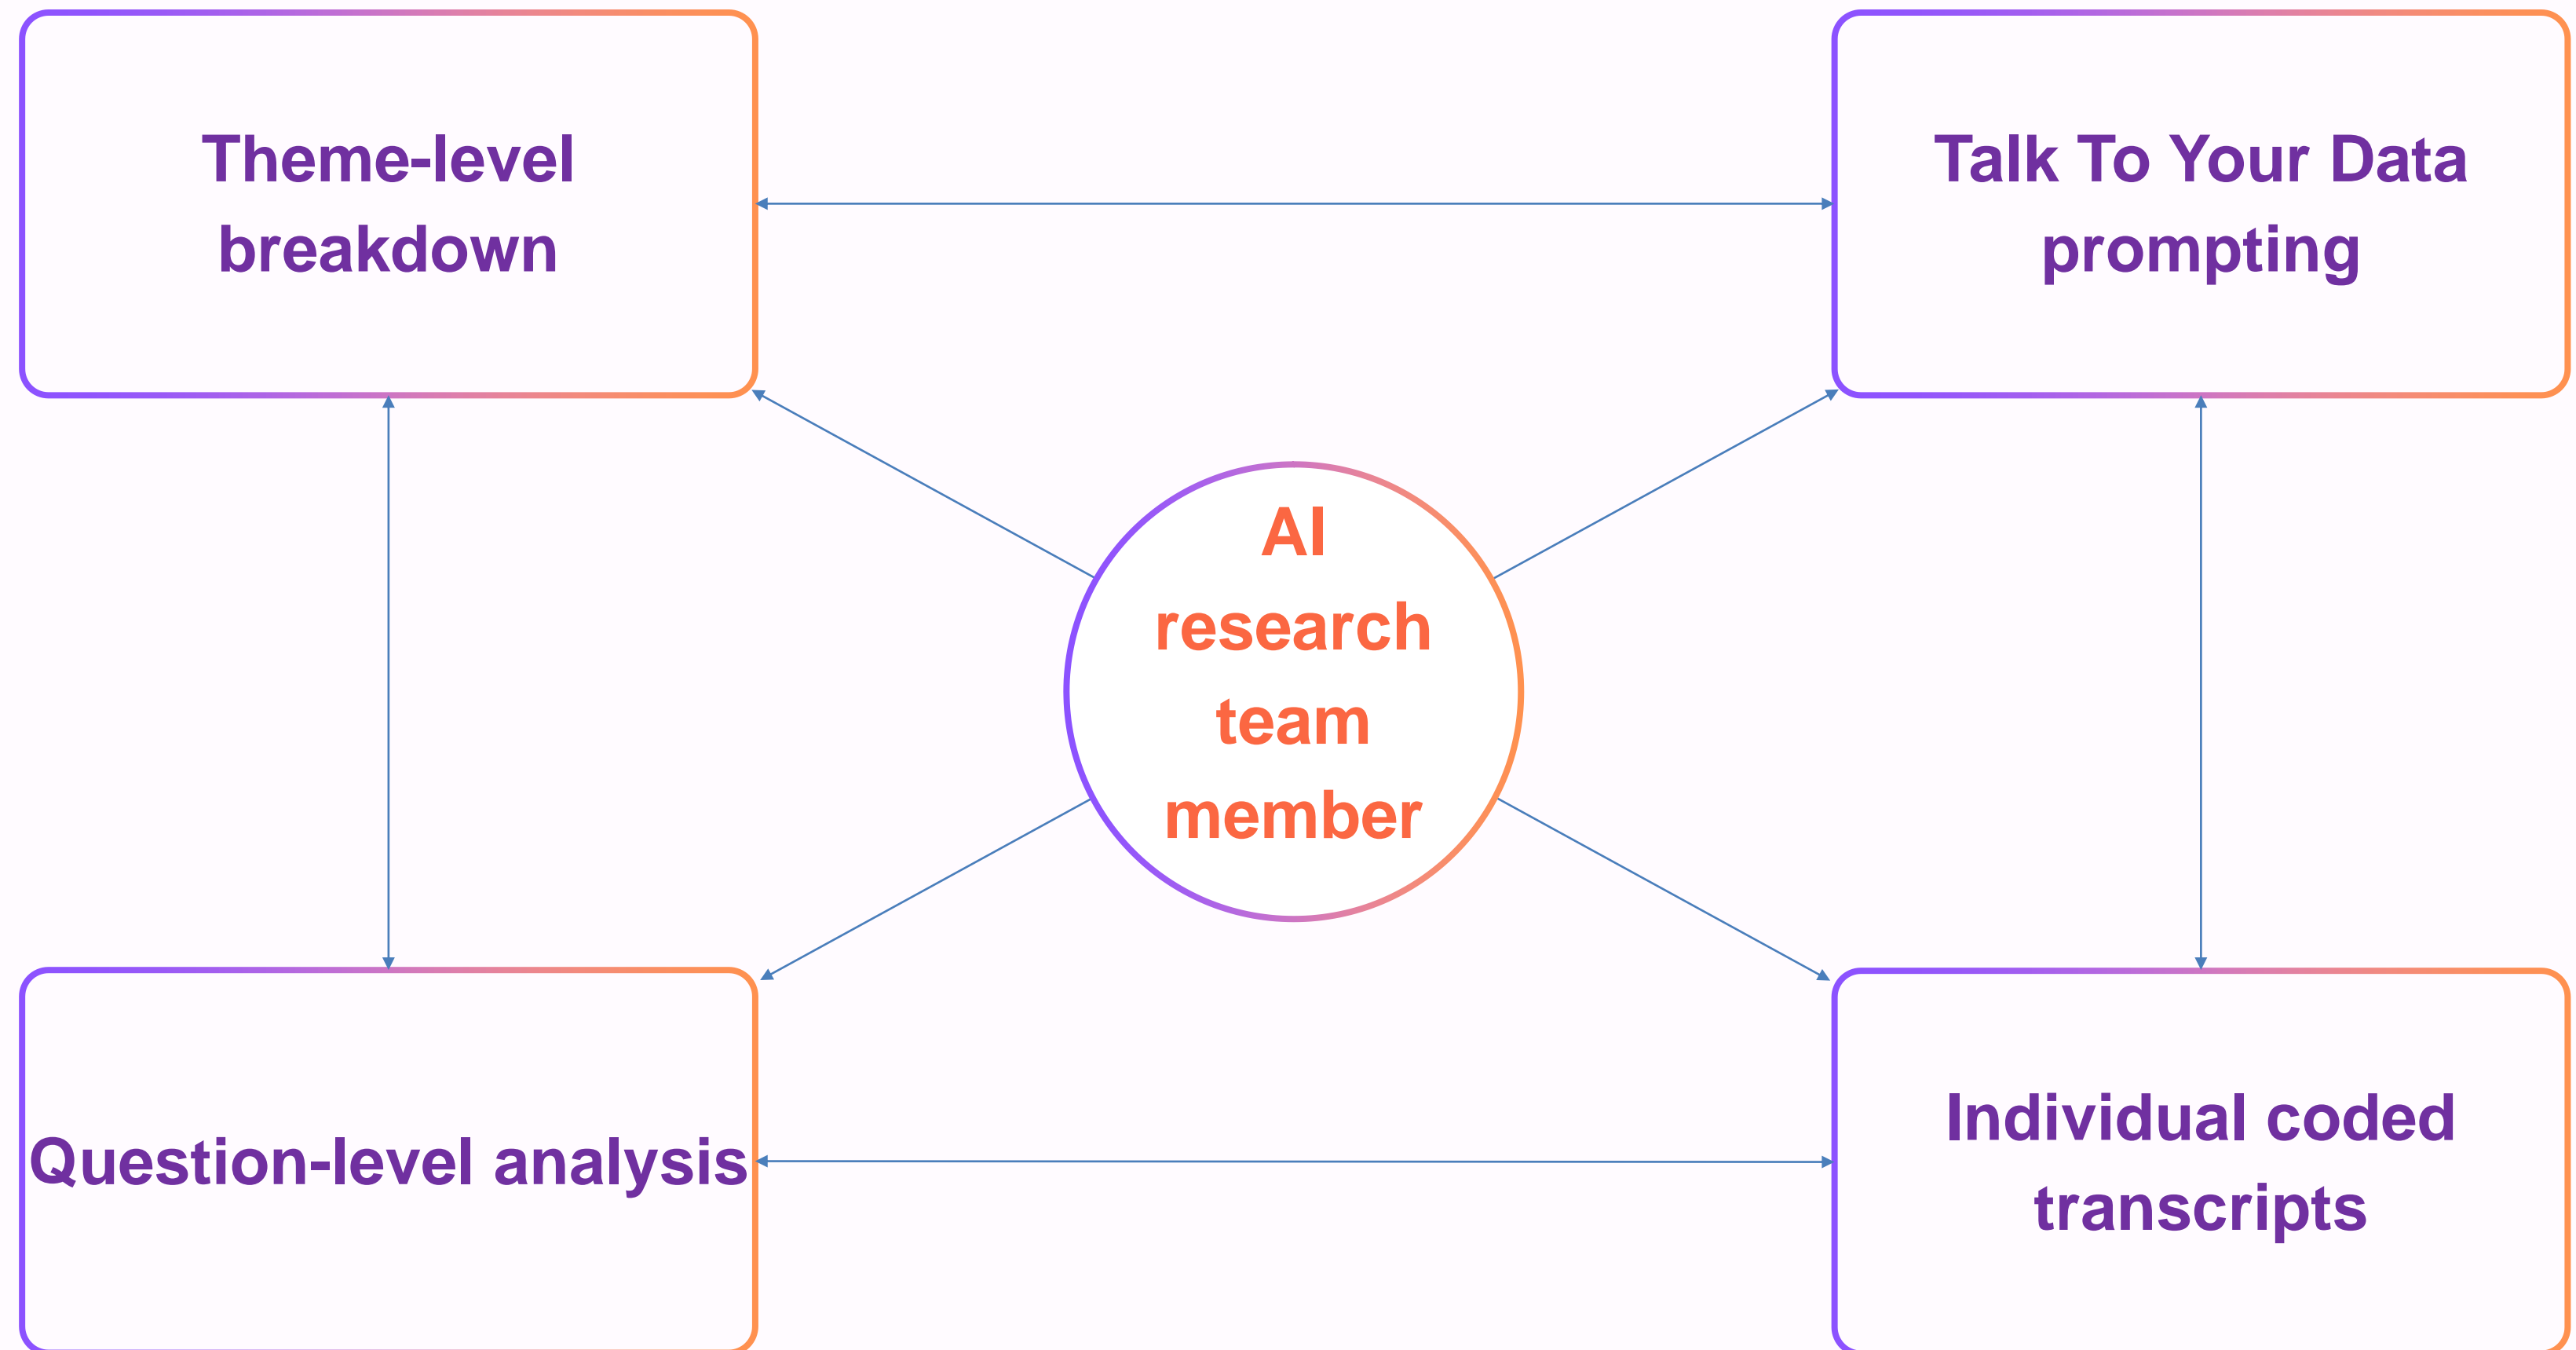 Theme-level
breakdown
Talk To Your Data
prompting
AI
research
team
member
Question-level analysis
Individual coded
transcripts